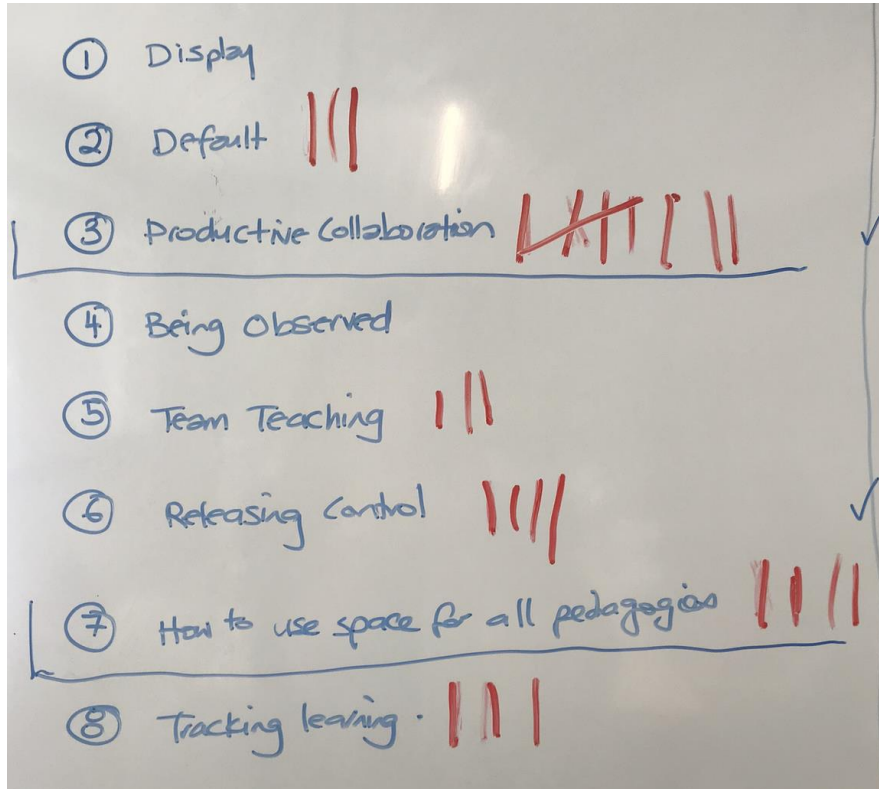 1 Display
2 Default |||
3 Productive Collaboration |||| |||
4 Being Observed
5 Team Teaching |||
6 Releasing Control ||||
7 How to use space for all pedagogies ||||
8 Tracking learning. |||